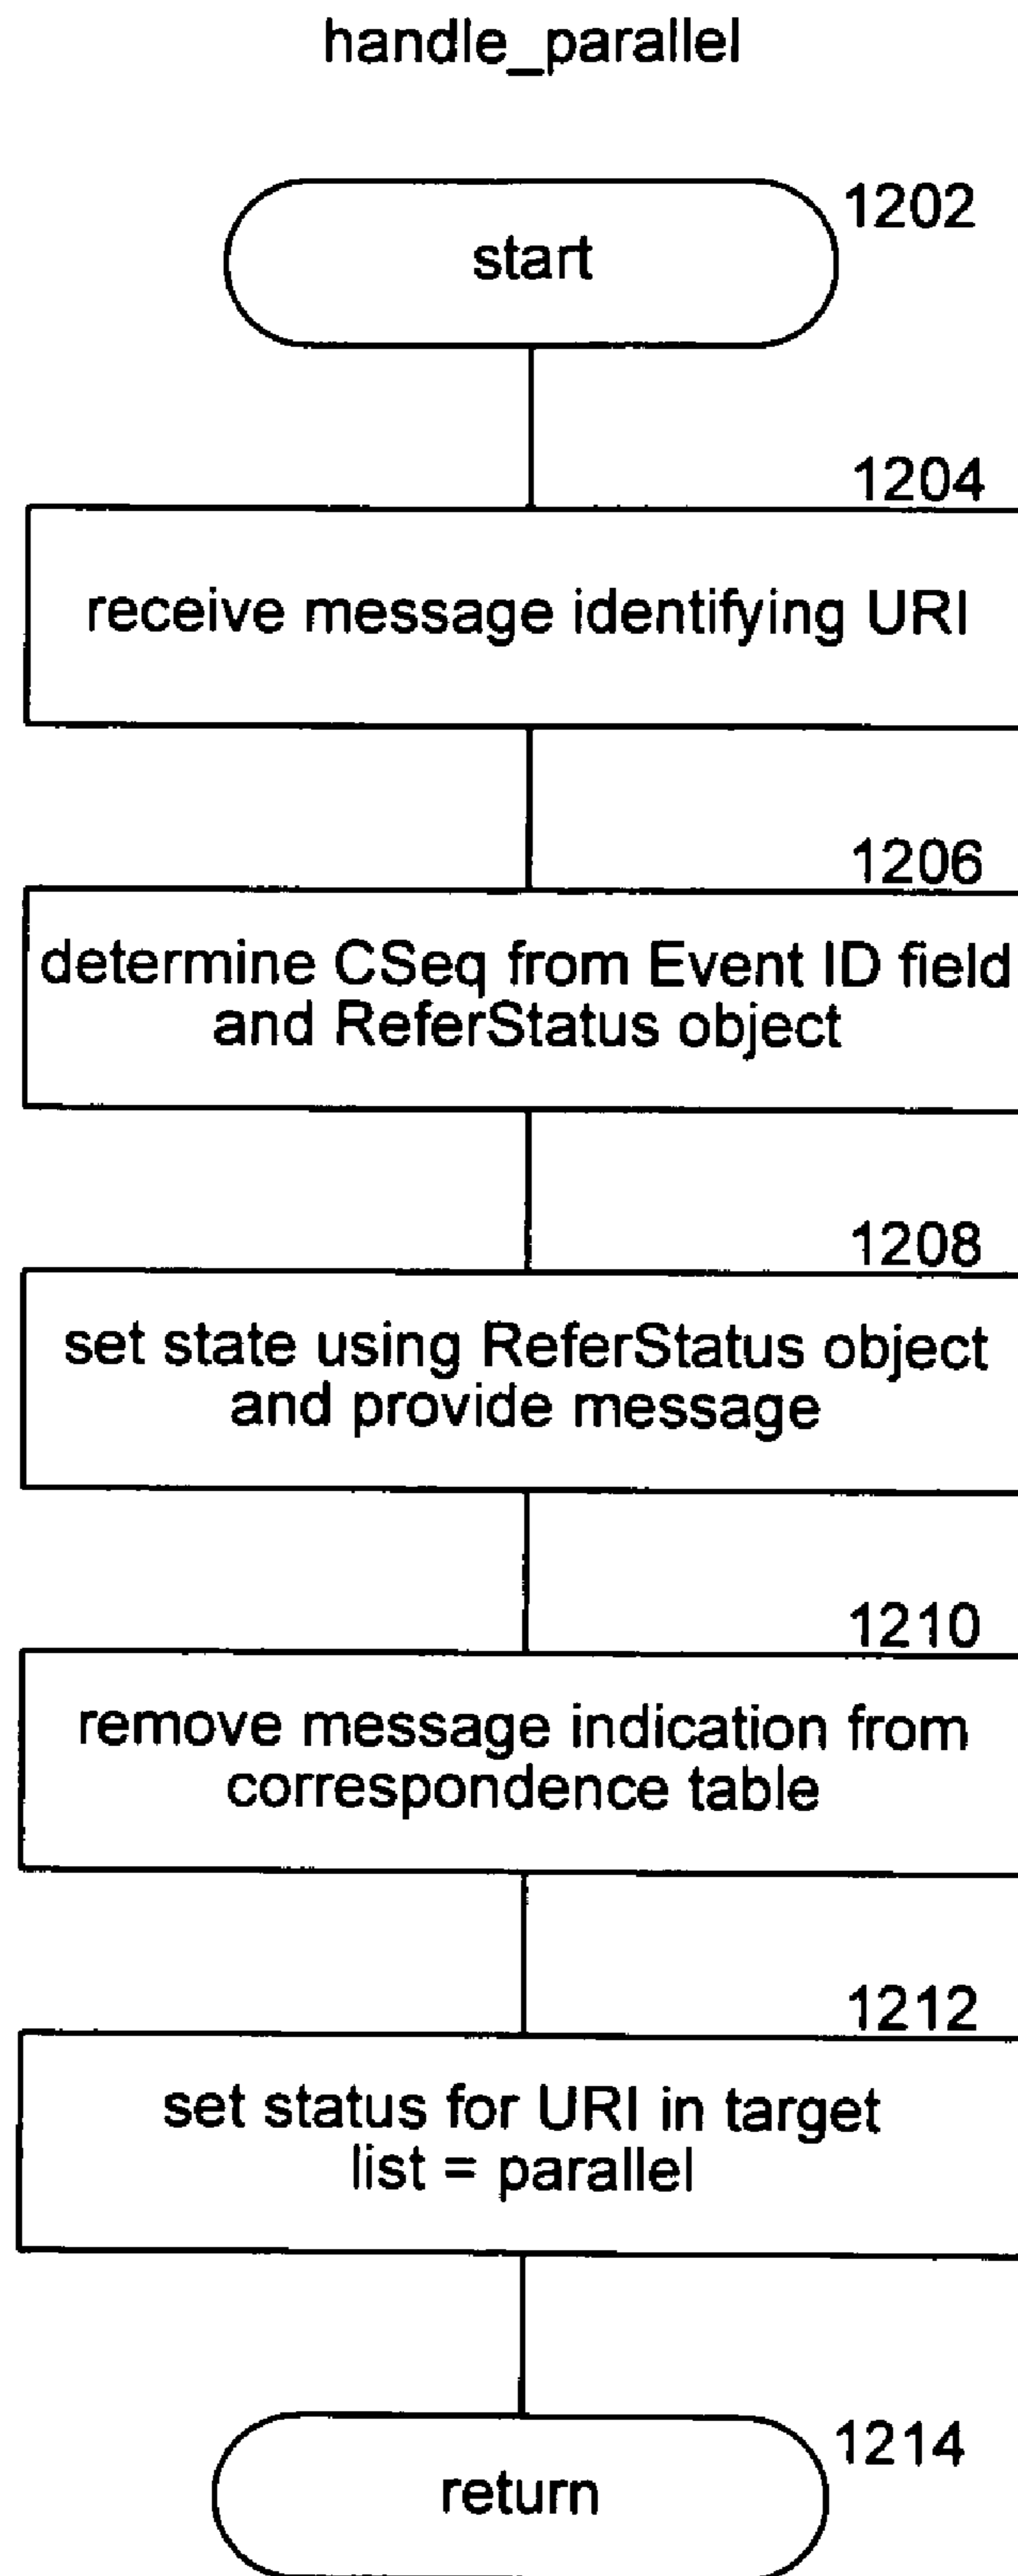 handle_parallel
1202
start
1204
receive message identifying URI
1206
determine CSeq from Event ID field
and ReferStatus object
1208
set state using ReferStatus object
and provide message
1210
remove message indication from
correspondence table
1212
set status for URI in target
list = parallel
1214
return